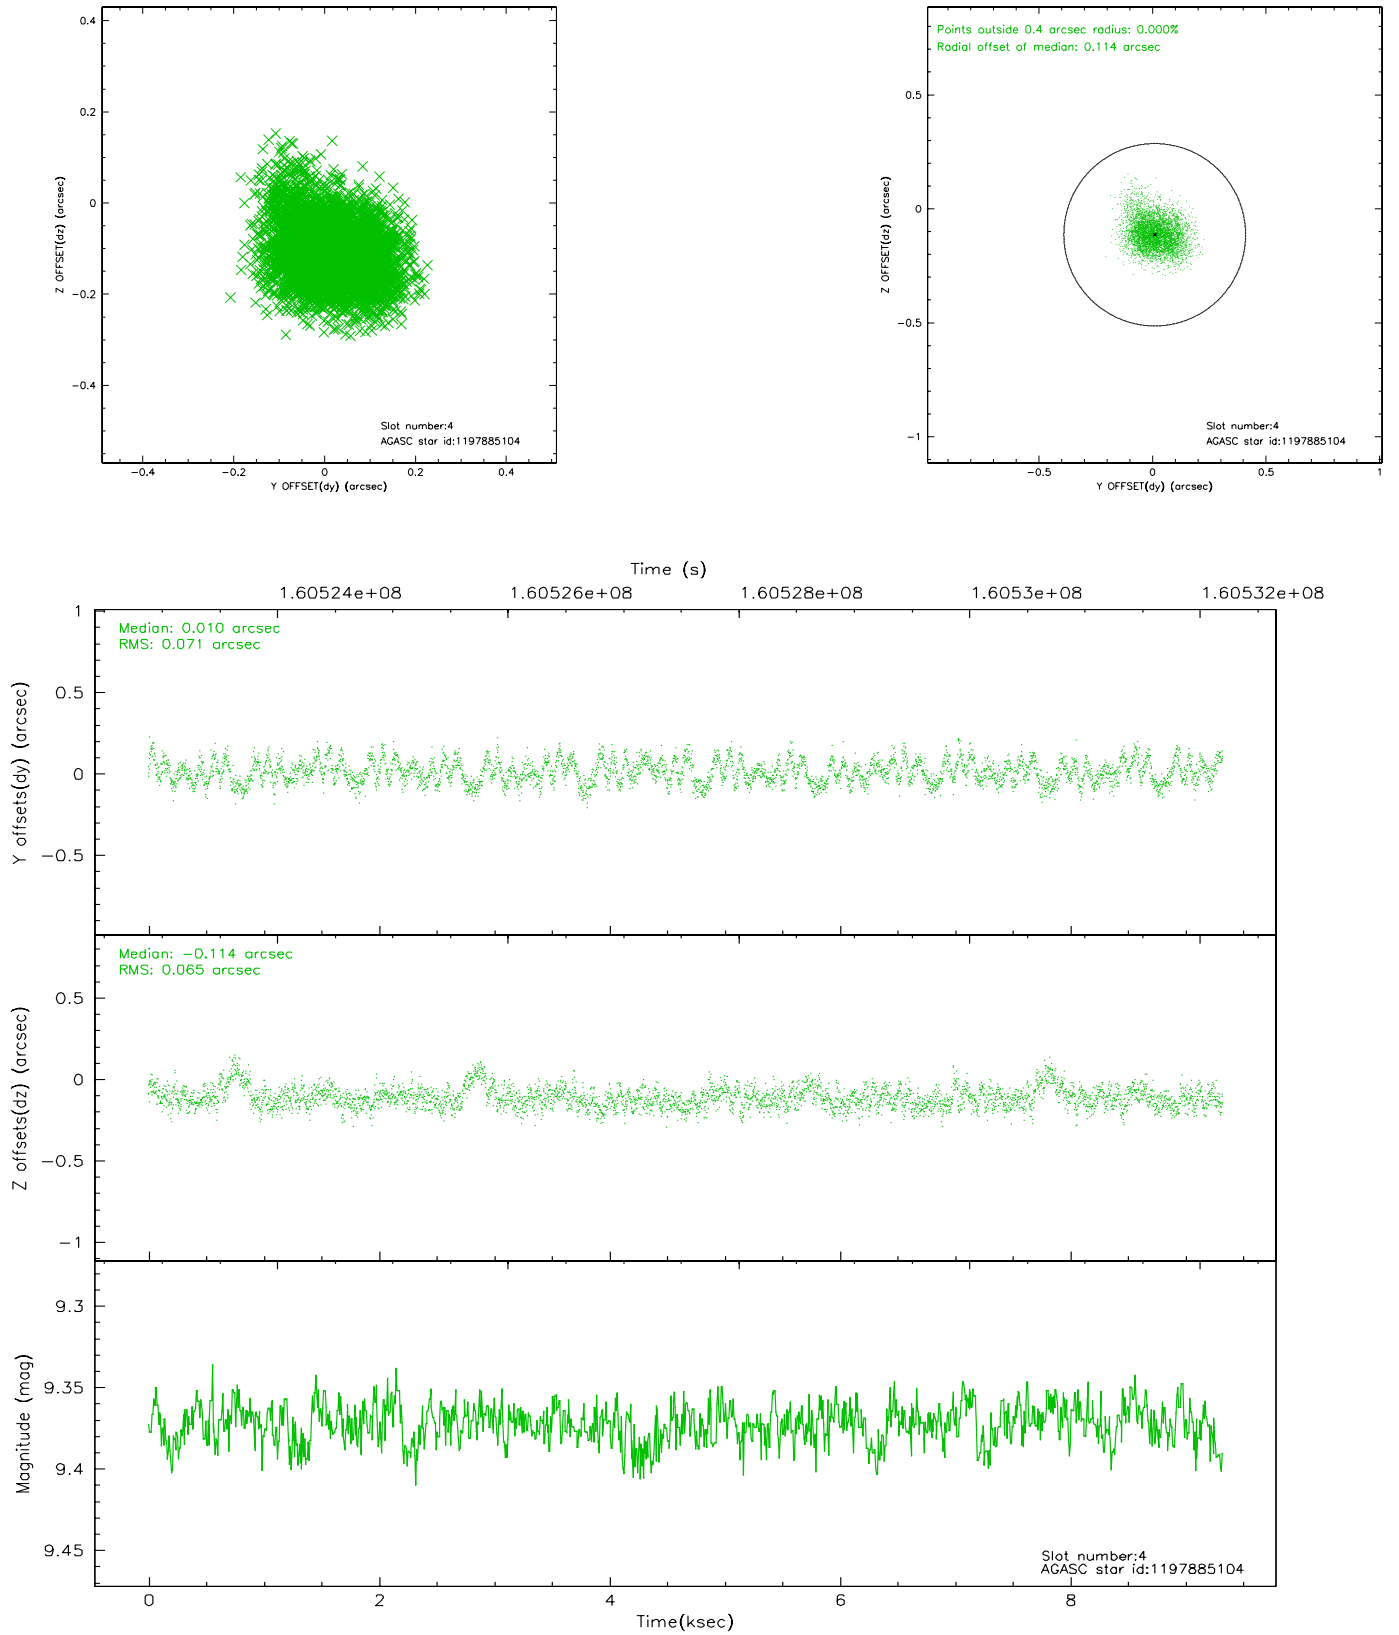 0.4
0.2
0
−0.2
−0.4
Z OFFSET(dz) (arcsec)
−0.4
−0.2
0
0.2
0.4
Y OFFSET(dy) (arcsec)
Slot number:4
AGASC star id:1197885104
Points outside 0.4 arcsec radius: 0.000%
Radial offset of median: 0.114 arcsec
0.5
0
−0.5
−1
Z OFFSET(dz) (arcsec)
−0.5
0
0.5
1
Y OFFSET(dy) (arcsec)
Slot number:4
AGASC star id:1197885104
Time (s)
1.60524e+08
1.60526e+08
1.60528e+08
1.6053e+08
1.60532e+08
Median: 0.010 arcsec
RMS: 0.071 arcsec
1
0.5
0
−0.5
Y offsets(dy) (arcsec)
Median: −0.114 arcsec
RMS: 0.065 arcsec
0.5
0
−0.5
−1
Z offsets(dz) (arcsec)
9.3
9.35
9.4
9.45
Magnitude (mag)
Slot number:4
AGASC star id:1197885104
0
2
4
6
8
Time(ksec)